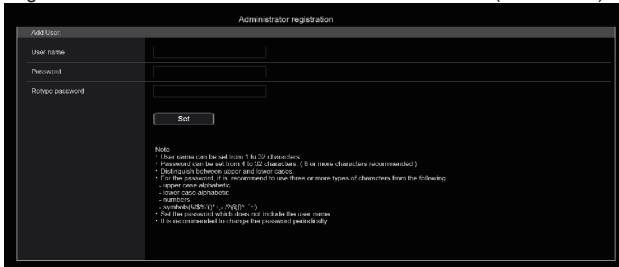 Administrator registration
Add User.
User name
Password
Retype password
Set
Note
・User name can be set from 1 to 32 characters.
・Password can be set from 4 to 32 characters. ( 8 or more characters recommended )
・Distinguish between upper and lower cases.
・For the password, it is recommend to use three or more types of characters from the following
- upper case alphabetic
- lower case alphabetic
- numbers
- symbols
・Set the password which does not include the user name
・It is recommended to change the password periodically